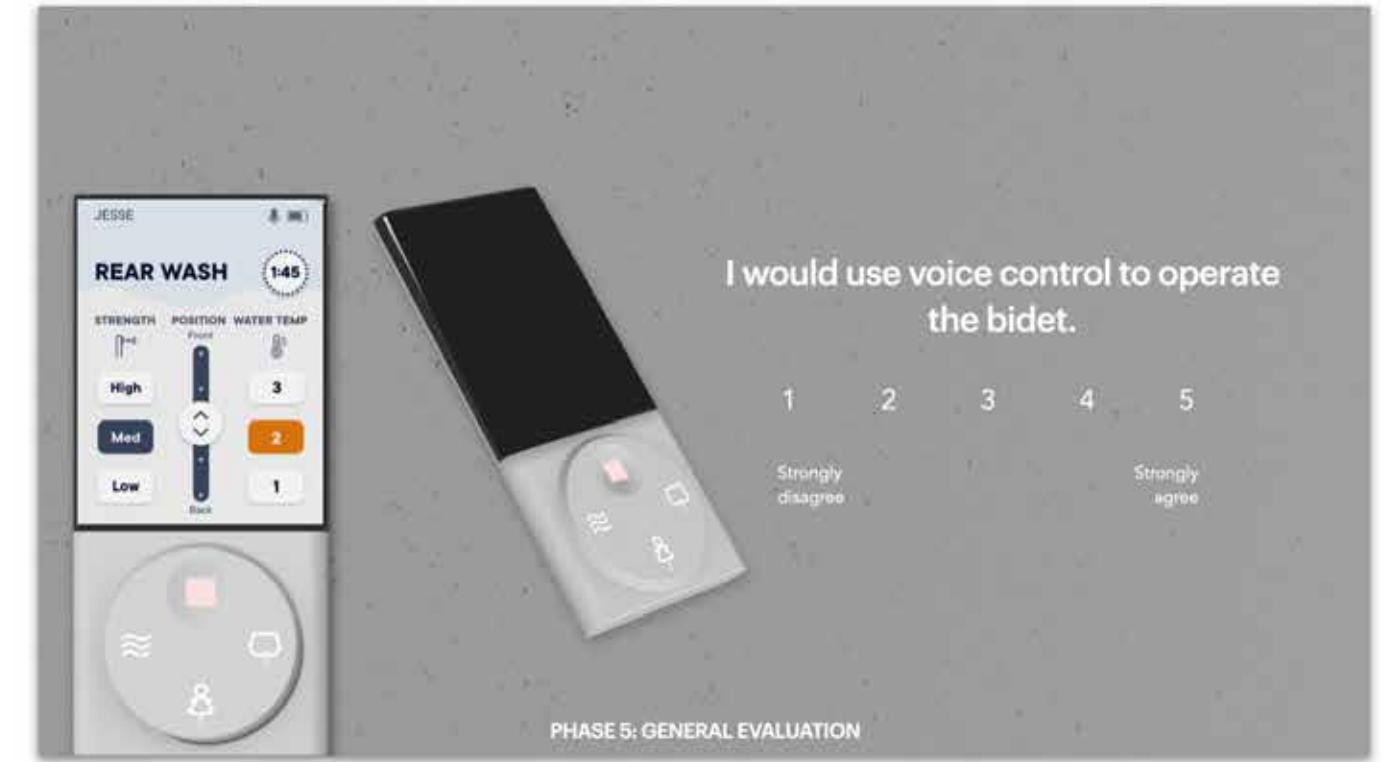 JESSE
REAR WASH
1:45
STRENGTH POSITION WATER TEMP
Front
High
3
Med
2
Low
1
Back
I would use voice control to operate
the bidet.
1 2 3 4 5
Strongly
disagree
Strongly
agree
PHASE 5: GENERAL EVALUATION